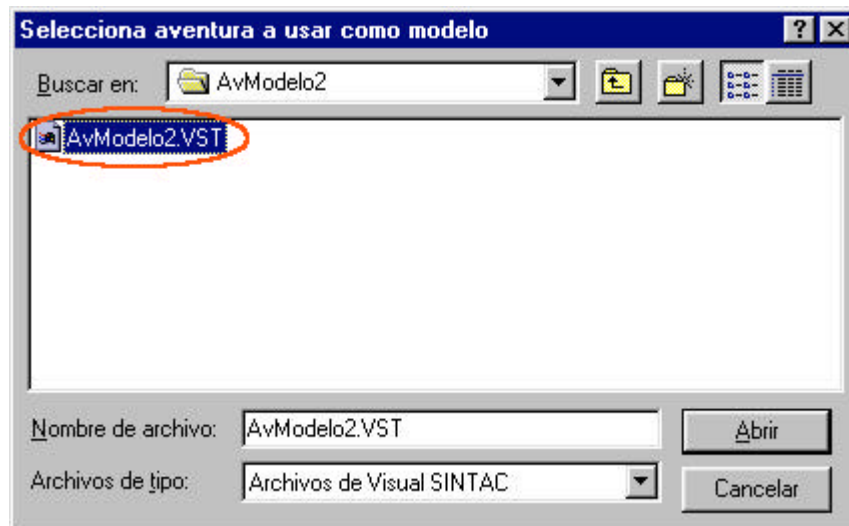 Selecciona aventura a usar como modelo
Buscar en: AvModelo2
AvModelo2.VST
Nombre de archivo: AvModelo2.VST Abrir
Archivos de tipo: Archivos de Visual SINTAC Cancelar